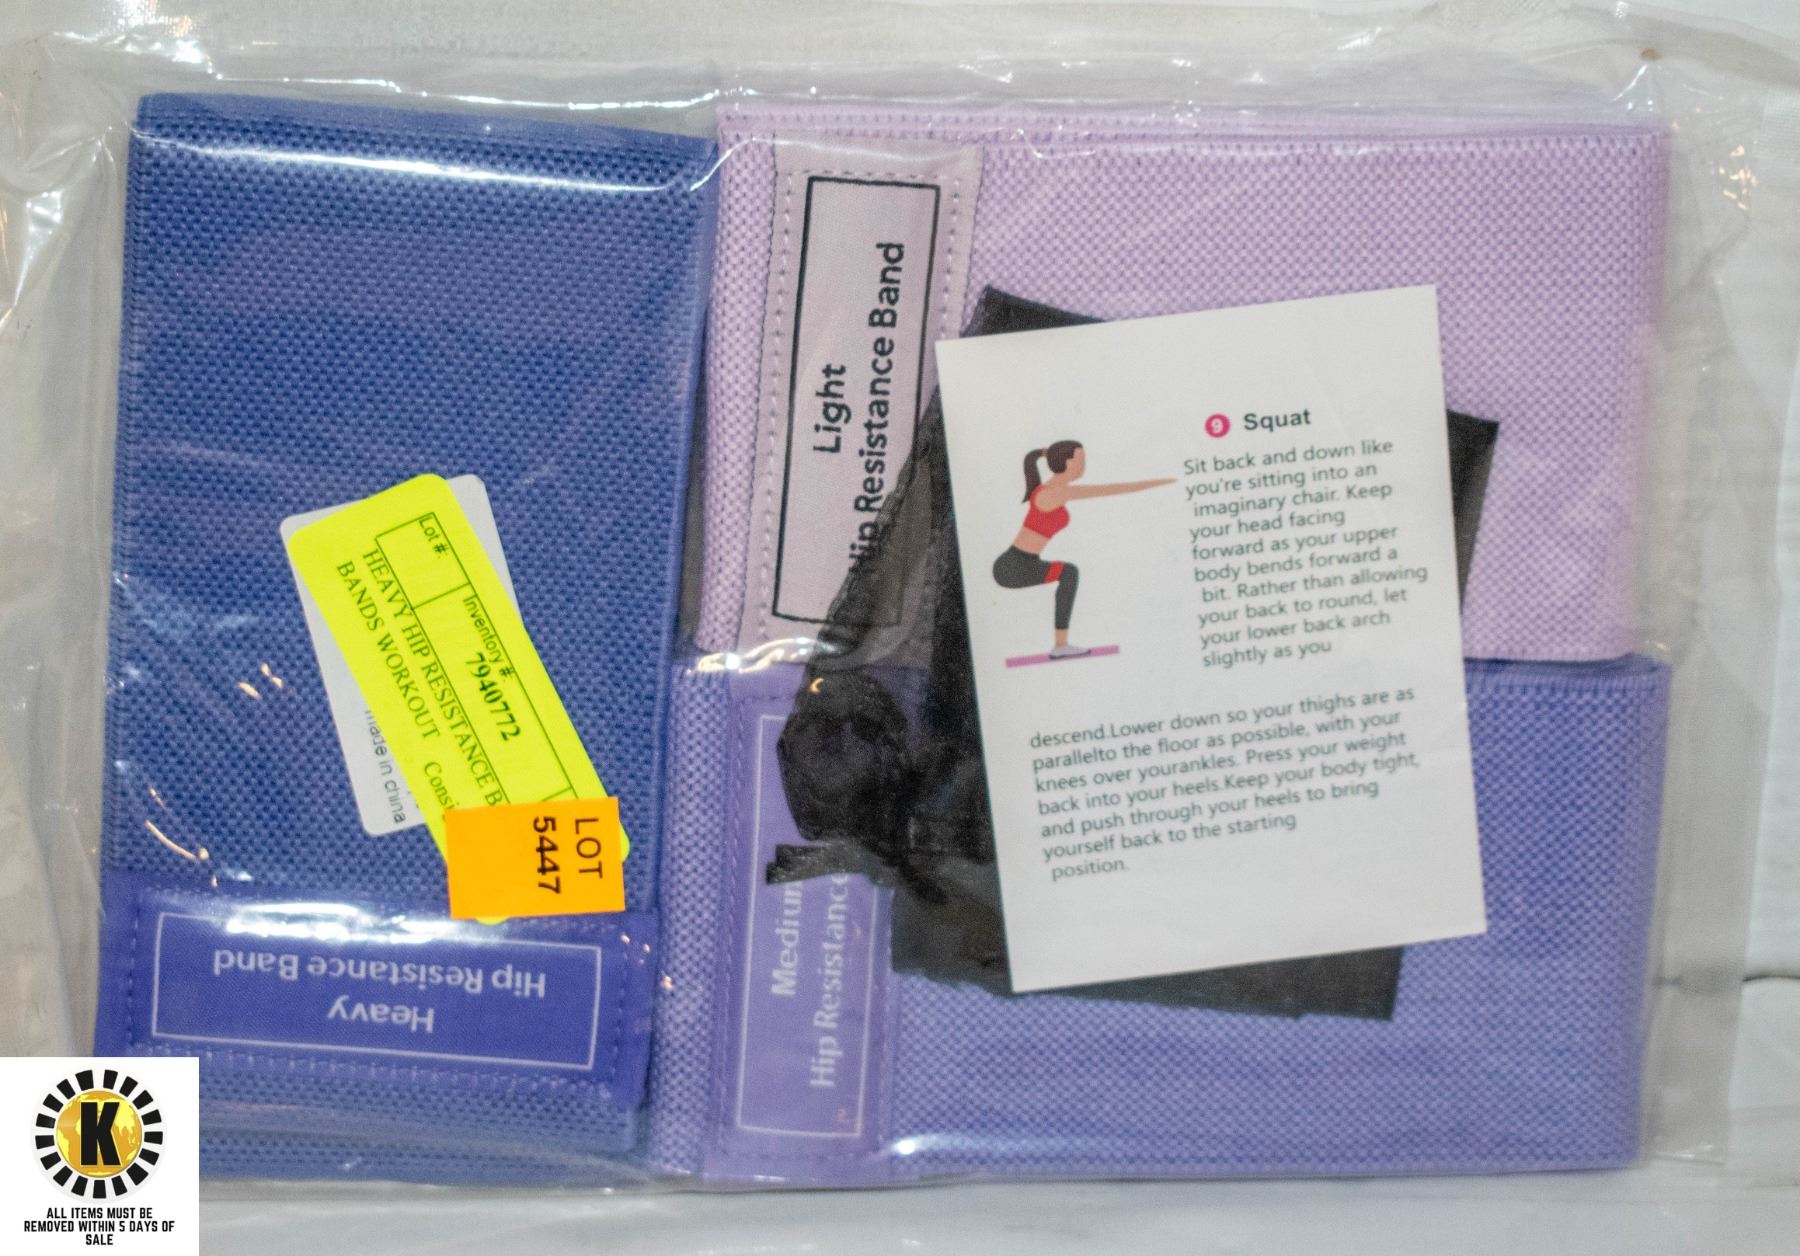 Light
Hip Resistance Band
9 Squat
Sit back and down like
you're sitting into an
imaginary chair. Keep
your head facing
forward as your upper
body bends forward a
bit. Rather than allowing
your back to round, let
your lower back arch
slightly as you
descend.Lower down so your thighs are as
parallelto the floor as possible, with your
knees over yourankles. Press your weight
back into your heels.Keep your body tight,
and push through your heels to bring
yourself back to the starting
position.
Lot #:
Inventory #:
7940772
HEAVY HIP RESISTANCE B
BANDS WORKOUT Consi
made in china
LOT
5447
Heavy
Hip Resistance Band
Medium
Hip Resistance
K
ALL ITEMS MUST BE
REMOVED WITHIN 5 DAYS OF
SALE